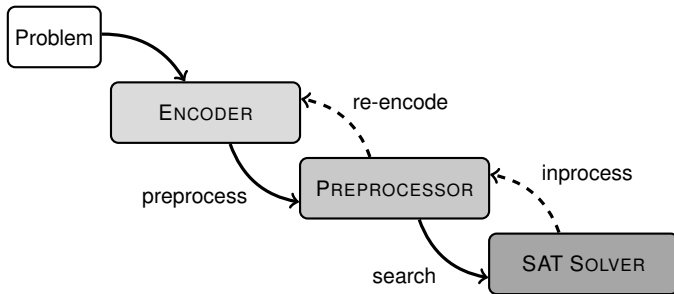 Problem
ENCODER
re-encode
preprocess
PREPROCESSOR
inprocess
search
SAT SOLVER